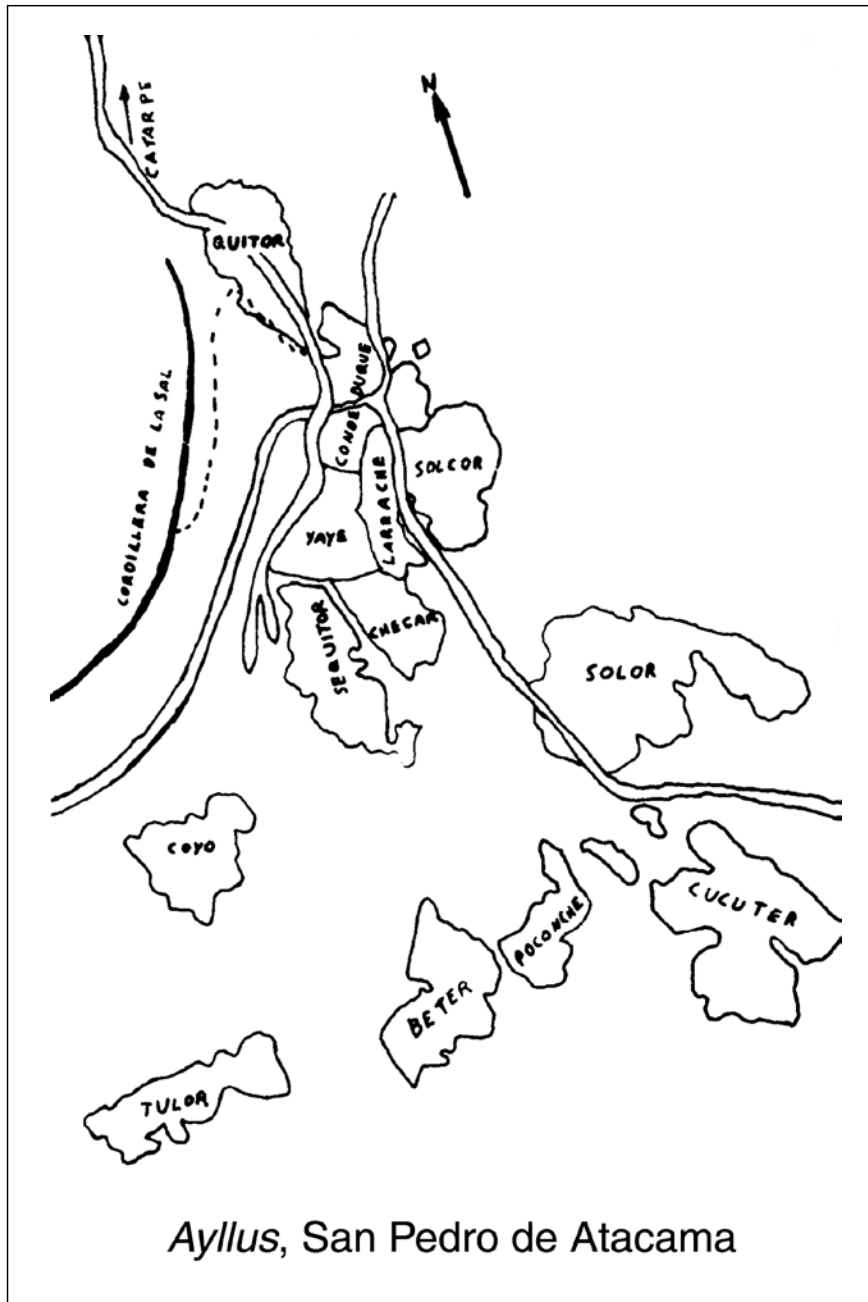 N
CATARPE
QUITOR
CONDE DUQUE
CORDILLERA DE LA SAL
SOLCOR
LARRACHE
YAYE
SEQUITOR
CHECAR
SOLOR
COYO
CUCUTER
POCONCHE
BETER
TULOR
Ayllus, San Pedro de Atacama